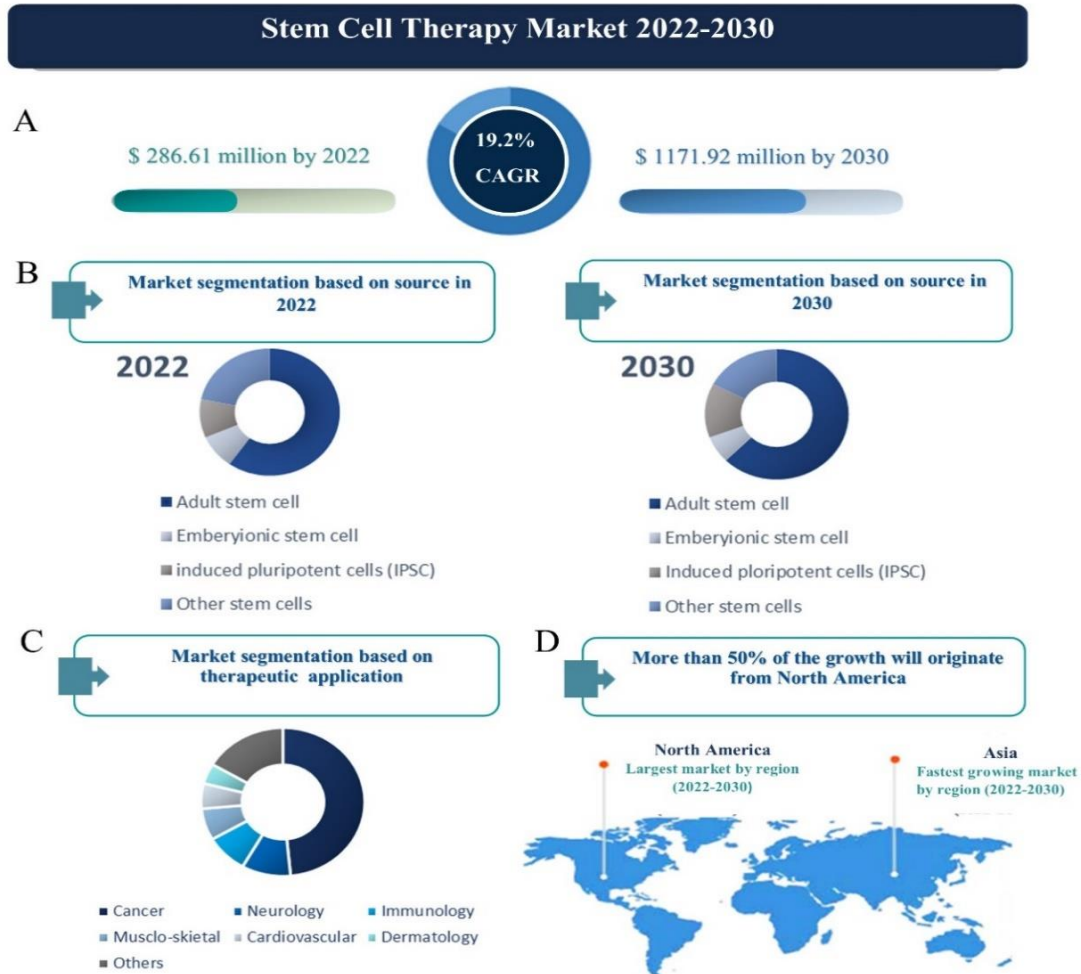 Stem Cell Therapy Market 2022-2030
A
$ 286.61 million by 2022
19.2%
CAGR
$ 1171.92 million by 2030
B
Market segmentation based on source in
2022
Market segmentation based on source in
2030
2022
2030
Adult stem cell
Emberyionic stem cell
induced pluripotent cells (IPSC)
Other stem cells
Adult stem cell
Emberyionic stem cell
Induced ploripotent cells (IPSC)
Other stem cells
C
Market segmentation based on
therapeutic application
D
More than 50% of the growth will originate
from North America
North America
Largest market by region
(2022-2030)
Asia
Fastest growing market
by region (2022-2030)
Cancer
Neurology
Immunology
Musclo-skietal
Cardiovascular
Dermatology
Others